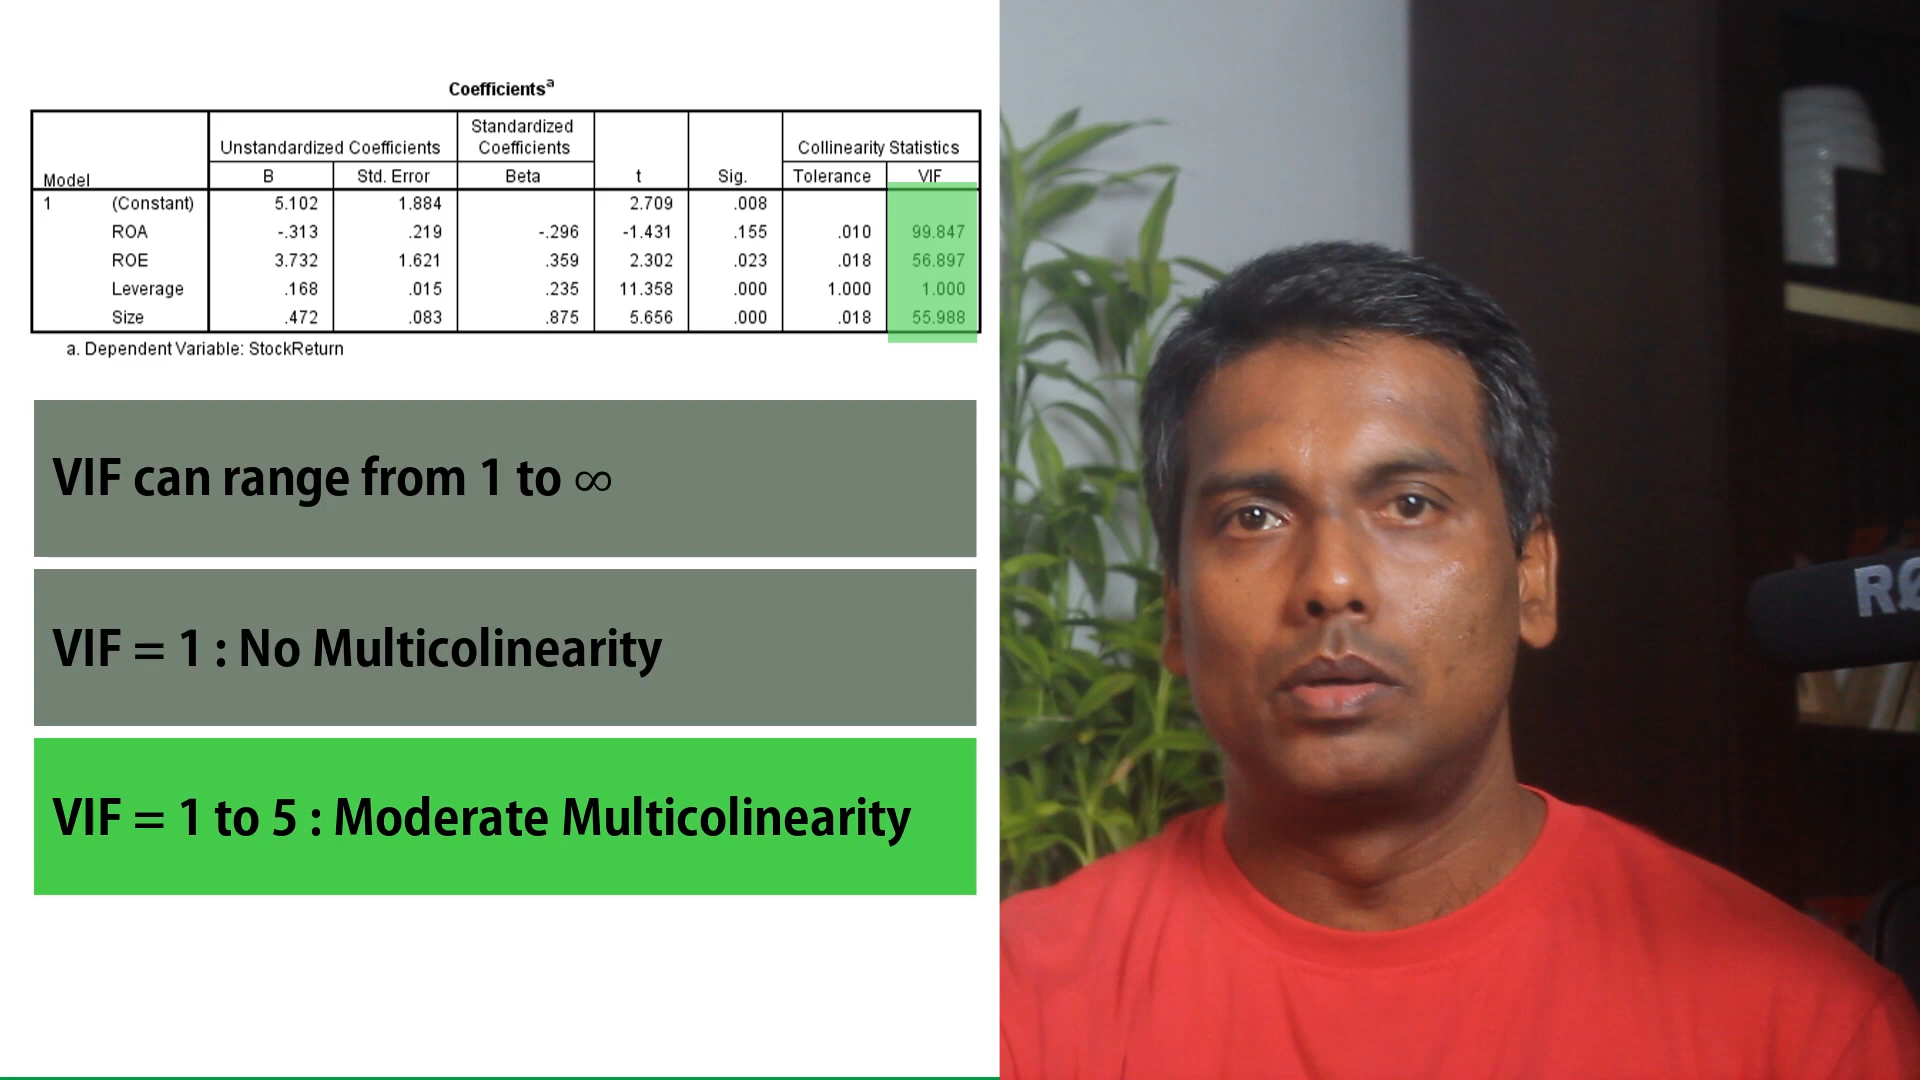 Coefficientsa
Model Unstandardized Coefficients Standardized Coefficients t Sig. Collinearity Statistics
B Std. Error Beta Tolerance VIF
1 (Constant) 5.102 1.884 2.709 .008
ROA -.313 .219 -.296 -1.431 .155 .010 99.847
ROE 3.732 1.621 .359 2.302 .023 .018 56.897
Leverage .168 .015 .235 11.358 .000 1.000 1.000
Size .472 .083 .875 5.656 .000 .018 55.988
a. Dependent Variable: StockReturn
VIF can range from 1 to ∞
VIF = 1 : No Multicolinearity
VIF = 1 to 5 : Moderate Multicolinearity